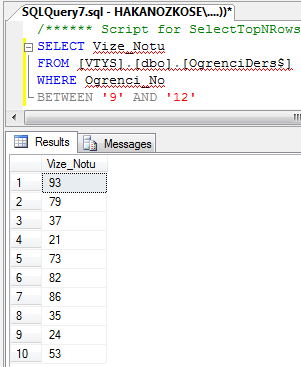 SQLQuery7.sql - HAKANOZKOSE\....))*
/****** Script for SelectTopNRows
SELECT Vize_Notu
FROM [VTYS].[dbo].[OgrenciDers$]
WHERE Ogrenci_No
BETWEEN '9' AND '12'
Results Messages
Vize_Notu
1 93
2 79
3 37
4 21
5 73
6 82
7 86
8 35
9 24
10 53